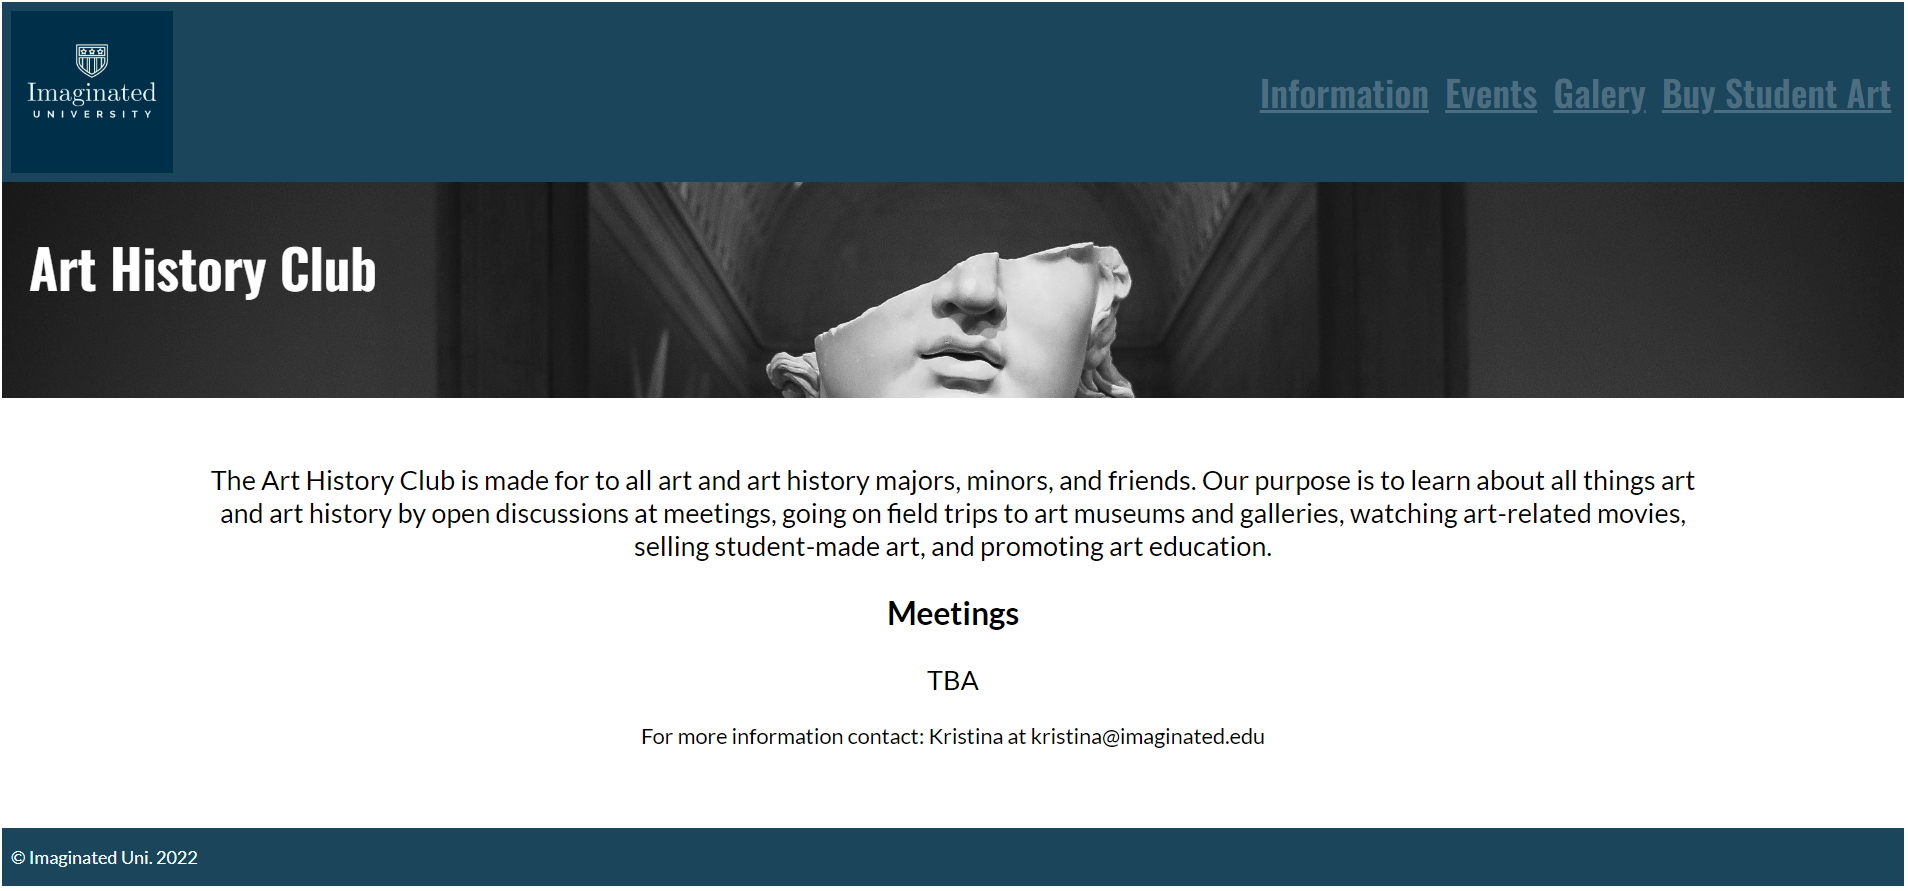 Imaginated
UNIVERSITY
Information Events Galery Buy Student Art
Art History Club
The Art History Club is made for to all art and art history majors, minors, and friends. Our purpose is to learn about all things art
and art history by open discussions at meetings, going on field trips to art museums and galleries, watching art-related movies,
selling student-made art, and promoting art education.
Meetings
TBA
For more information contact: Kristina at kristina@imaginated.edu
© Imaginated Uni. 2022